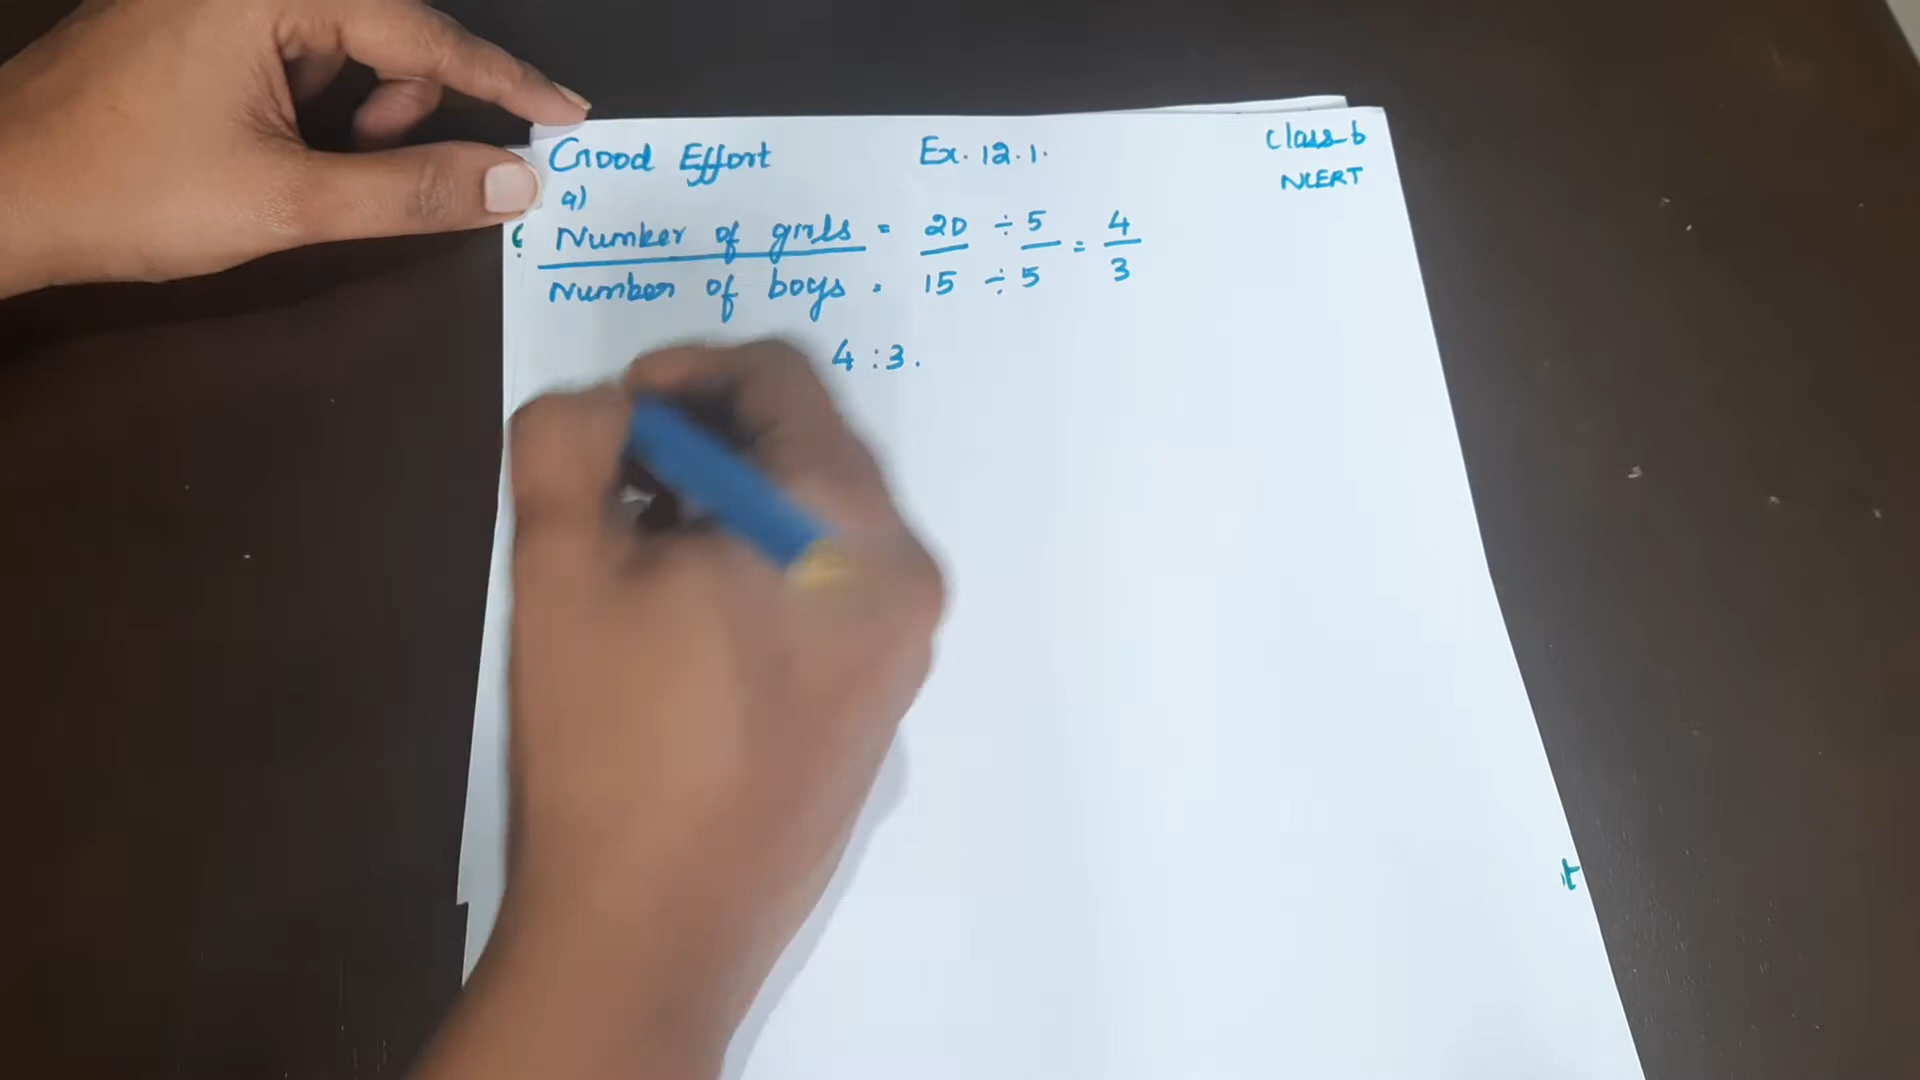 Good Effort Ex. 12.1. Class-6
NCERT
a)
Number of girls = 20 ÷ 5 = 4
Number of boys = 15 ÷ 5 3
4 : 3.
t